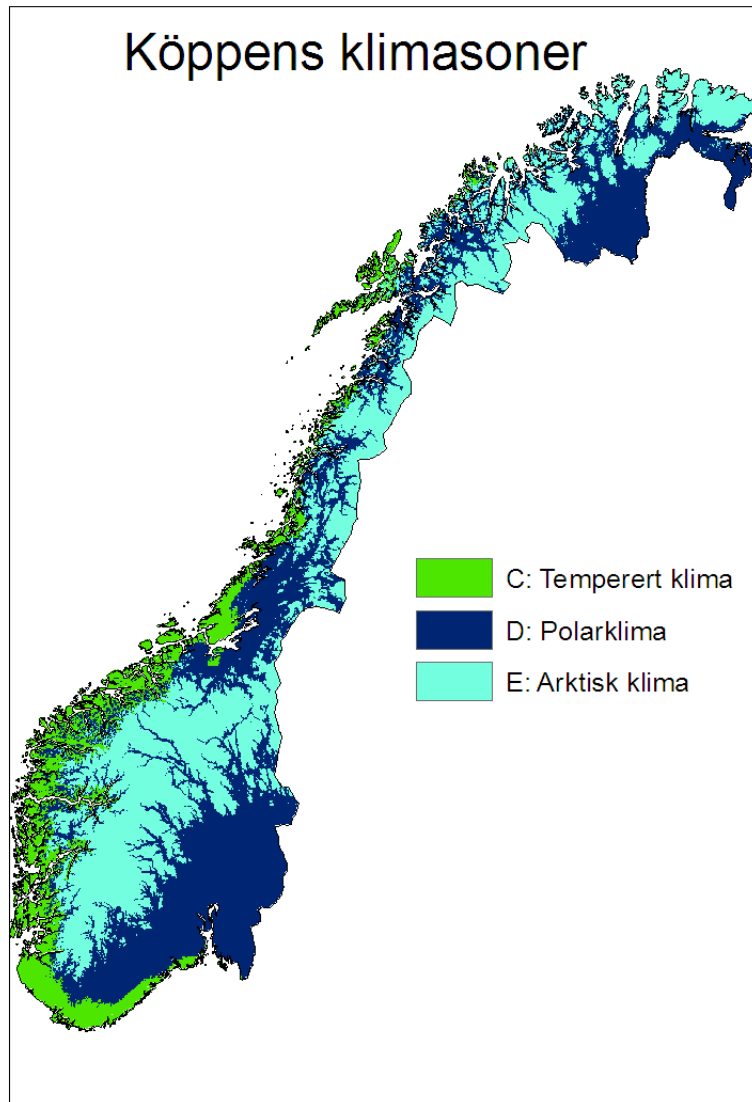 Köppens klimasoner
C: Temperert klima
D: Polarklima
E: Arktisk klima